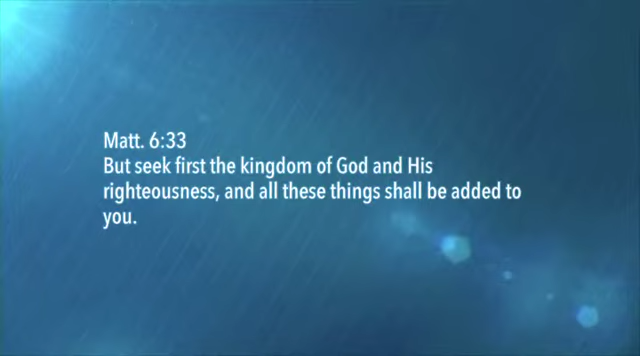 Matt. 6:33
But seek first the kingdom of God and His
righteousness, and all these things shall be added to
you.